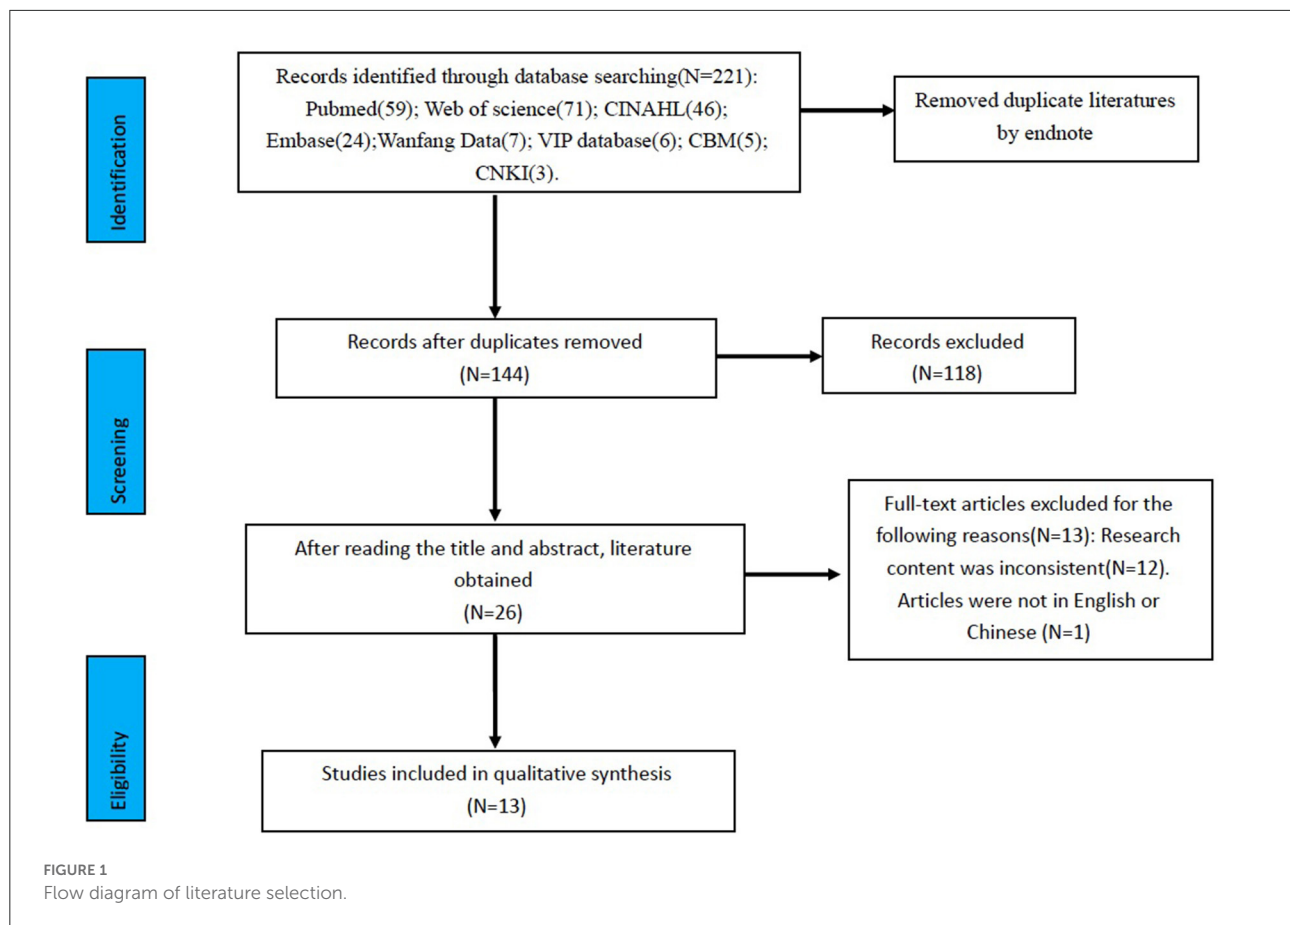 Identification
Records identified through database searching(N=221):
Pubmed(59); Web of science(71); CINAHL(46);
Embase(24);Wanfang Data(7); VIP database(6); CBM(5);
CNKI(3).
Removed duplicate literatures
by endnote
Screening
Records after duplicates removed
(N=144)
Records excluded
(N=118)
After reading the title and abstract, literature
obtained
(N=26)
Full-text articles excluded for the
following reasons(N=13): Research
content was inconsistent(N=12).
Articles were not in English or
Chinese (N=1)
Eligibility
Studies included in qualitative synthesis
(N=13)
FIGURE 1
Flow diagram of literature selection.